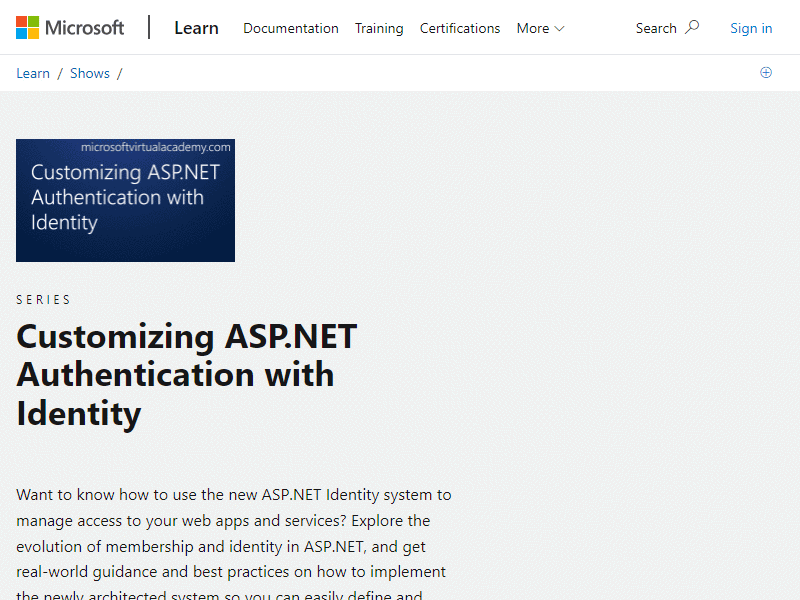 Microsoft Learn Documentation Training Certifications More Search Sign in
Learn / Shows /
microsoftvirtualacademy.com
Customizing ASP.NET
Authentication with
Identity
SERIES
Customizing ASP.NET
Authentication with
Identity
Want to know how to use the new ASP.NET Identity system to
manage access to your web apps and services? Explore the
evolution of membership and identity in ASP.NET, and get
real-world guidance and best practices on how to implement
the newly architected system so you can easily define and